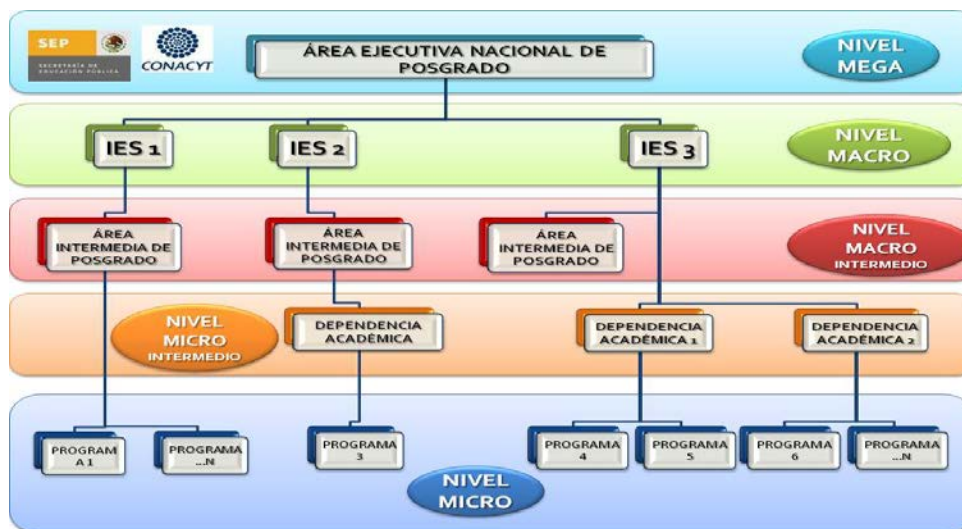 SEP
SECRETARÍA DE
EDUCACIÓN PÚBLICA
CONACYT
ÁREA EJECUTIVA NACIONAL DE
POSGRADO
NIVEL
MEGA
IES 1
IES 2
IES 3
NIVEL
MACRO
ÁREA
INTERMEDIA DE
POSGRADO
ÁREA
INTERMEDIA DE
POSGRADO
ÁREA
INTERMEDIA DE
POSGRADO
NIVEL
MACRO
INTERMEDIO
NIVEL
MICRO
INTERMEDIO
DEPENDENCIA
ACADÉMICA
DEPENDENCIA
ACADÉMICA 1
DEPENDENCIA
ACADÉMICA 2
PROGRAM
A 1
PROGRAMA
...N
PROGRAMA
3
PROGRAMA
4
PROGRAMA
5
PROGRAMA
6
PROGRAMA
...N
NIVEL
MICRO